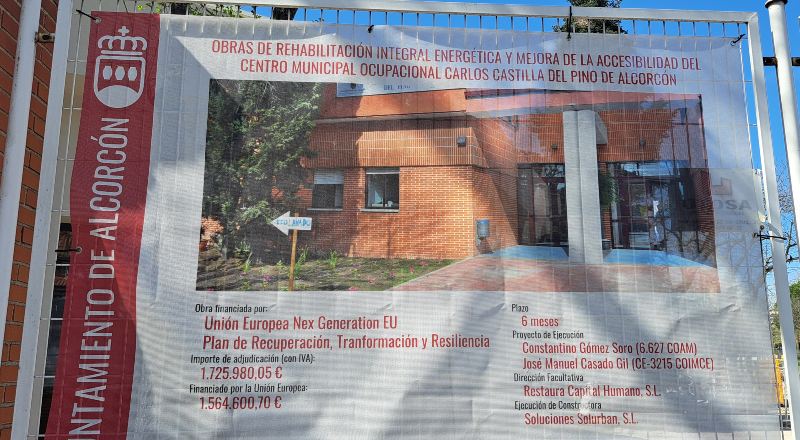 OBRAS DE REHABILITACIÓN INTEGRAL ENERGÉTICA Y MEJORA DE LA ACCESIBILIDAD DEL
CENTRO MUNICIPAL OCUPACIONAL CARLOS CASTILLA DEL PINO DE ALCORCÓN
UNTAMIENTO DE ALCORCÓN
Obra financiada por:
Unión Europea Nex Generation EU
Plan de Recuperación, Tranformación y Resiliencia
Importe de adjudicación (con IVA):
1.725.980,05 €
Financiado por la Unión Europea:
1.564.600,70 €
Plazo
6 meses
Proyecto de Ejecución
Constantino Gómez Soro (6.627 COAM)
José Manuel Casado Gil (CE-3215 COIMCE)
Dirección Facultativa
Restaura Capital Humano, S.L.
Ejecución de Constructora
Soluciones Solurban, S.L.